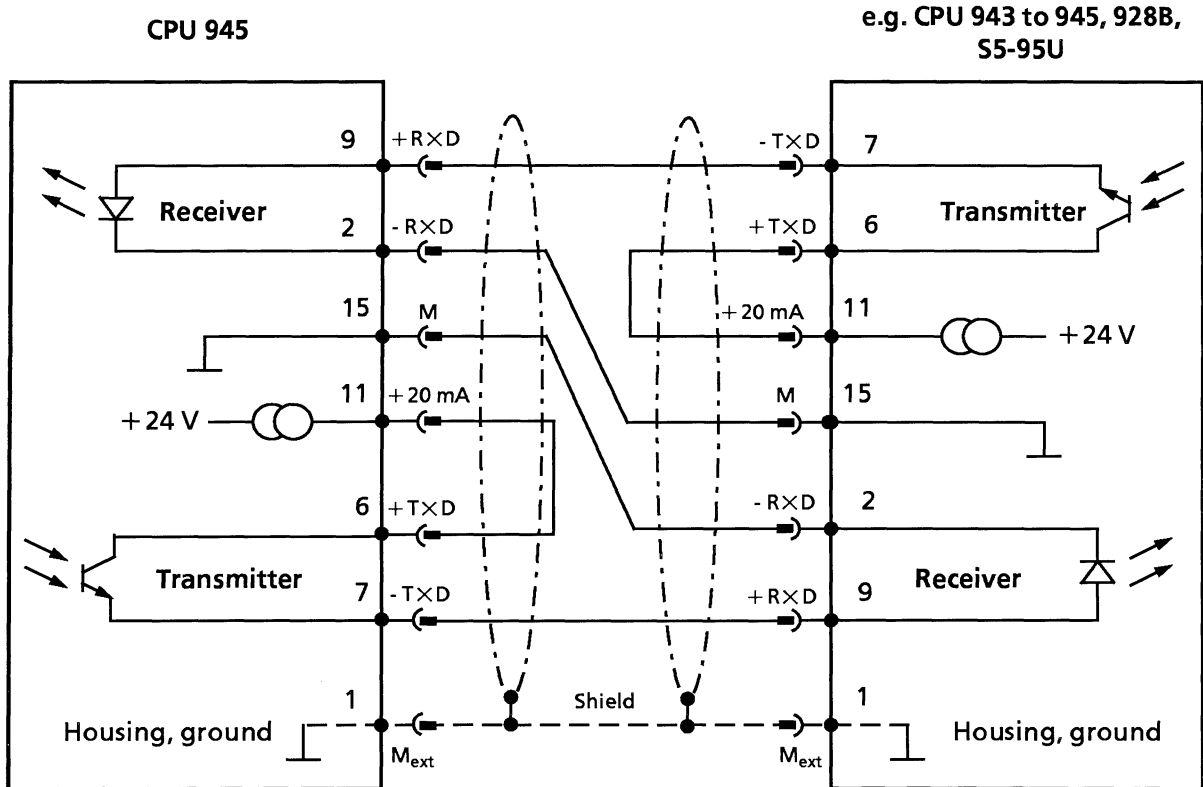 CPU 945
e.g. CPU 943 to 945, 928B,
S5-95U
9 +R×D -T×D 7
Receiver Transmitter
2 -R×D +T×D 6
15 M +20 mA 11
+24 V
11 +20 mA M 15
+24 V
6 +T×D -R×D 2
Transmitter Receiver
7 -T×D +R×D 9
1 Shield 1
Housing, ground Housing, ground
Mext Mext